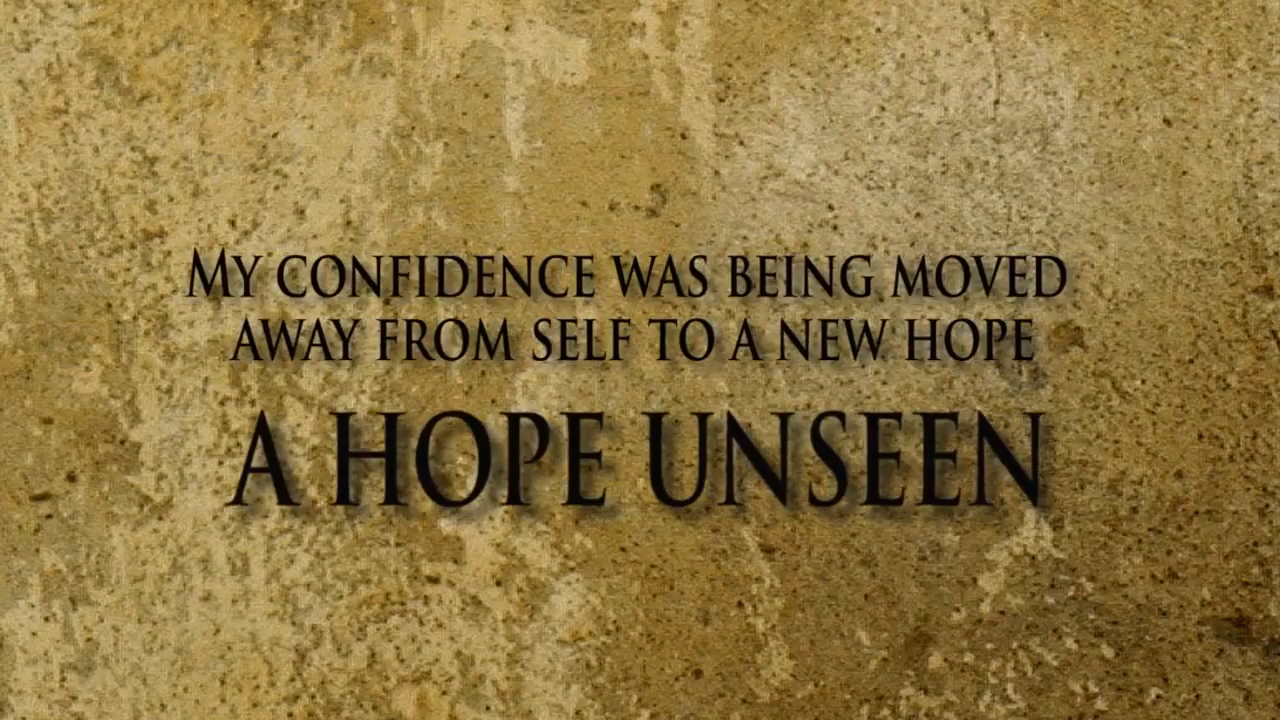 MY CONFIDENCE WAS BEING MOVED
AWAY FROM SELF TO A NEW HOPE
A HOPE UNSEEN